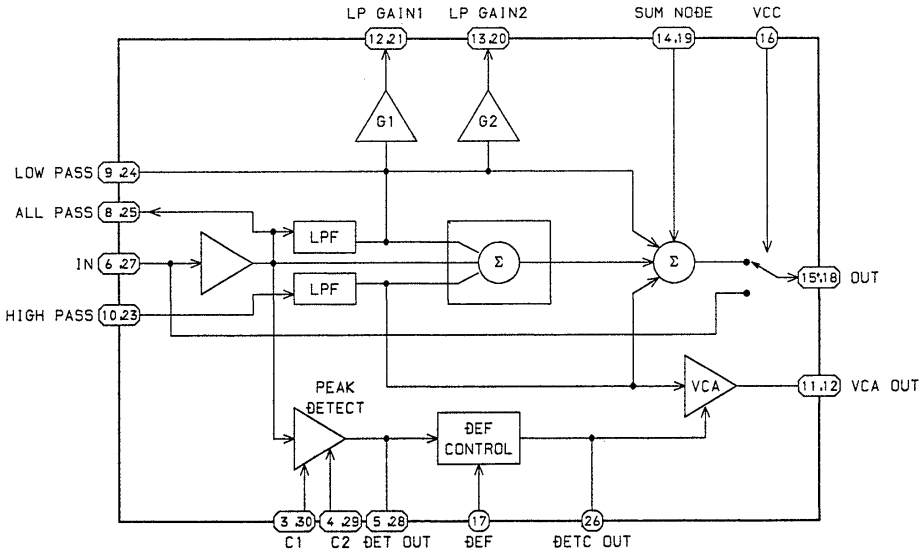 LP GAIN1 LP GAIN2 SUM NODE VCC
12.21 13.20 14.19 16
G1 G2
LOW PASS 9.24
ALL PASS 8.25
LPF
IN 6.27
Σ Σ
15.18 OUT
LPF
HIGH PASS 10.23
PEAK
DETECT
VCA
11.12 VCA OUT
DEF
CONTROL
3.30 4.29 5.28 17 26
C1 C2 DET OUT DEF DETC OUT